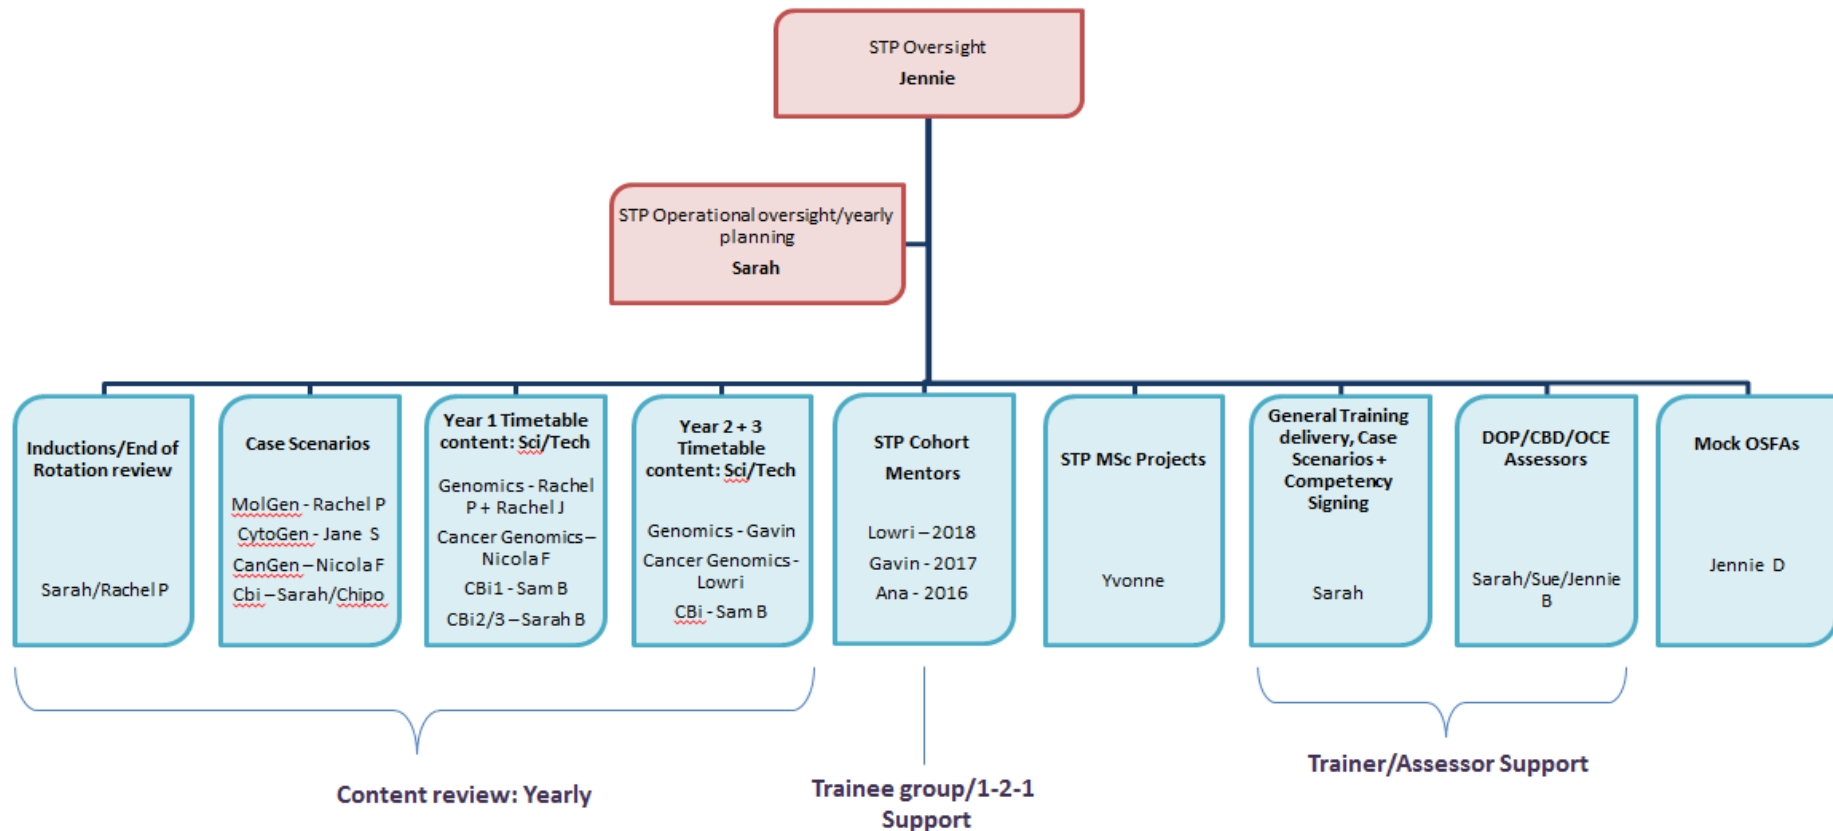 STP Oversight
Jennie
STP Operational oversight/yearly
planning
Sarah
Inductions/End of
Rotation review
Sarah/Rachel P
Case Scenarios
MolGen - Rachel P
CytoGen - Jane S
CanGen – Nicola F
Cbi – Sarah/Chipo
Year 1 Timetable
content: Sci/Tech
Genomics - Rachel
P + Rachel J
Cancer Genomics –
Nicola F
CBi1 - Sam B
CBi2/3 – Sarah B
Year 2 + 3
Timetable
content: Sci/Tech
Genomics - Gavin
Cancer Genomics -
Lowri
CBi - Sam B
STP Cohort
Mentors
Lowri – 2018
Gavin - 2017
Ana - 2016
STP MSc Projects
Yvonne
General Training
delivery, Case
Scenarios +
Competency
Signing
Sarah
DOP/CBD/OCE
Assessors
Sarah/Sue/Jennie
B
Mock OSFAs
Jennie D
Content review: Yearly
Trainee group/1-2-1
Support
Trainer/Assessor Support